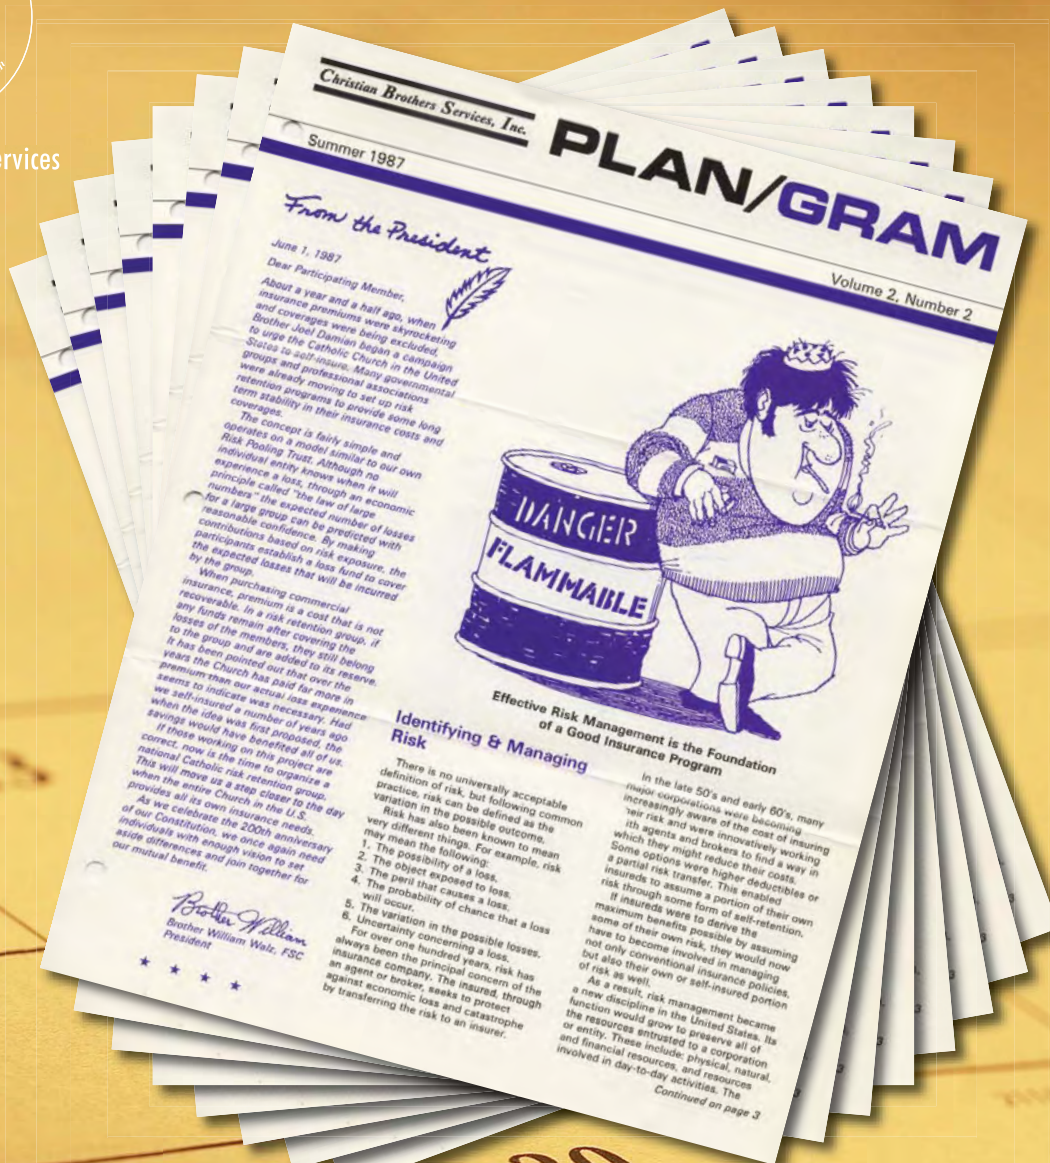 ervices
Christian Brothers Services, Inc.
PLAN/GRAM
Summer 1987
Volume 2, Number 2
From the President
June 1, 1987
Dear Participating Member,
About a year and a half ago, when
insurance premiums were skyrocketing
and coverages were being excluded,
Brother Joel Damian began a campaign
to urge the Catholic Church in the United
States to self-insure. Many governmental
groups and professional associations
were already moving to set up risk
retention programs to provide some long
term stability in their insurance costs and
coverages.
The concept is fairly simple and
operates on a model similar to our own
Risk Pooling Trust. Although no
individual entity knows when it will
experience a loss, through an economic
principle called "the law of large
numbers" the expected number of losses
for a large group can be predicted with
reasonable confidence. By making
contributions based on risk exposure, the
participants establish a loss fund to cover
the expected losses that will be incurred
by the group.
When purchasing commercial
insurance, premium is a cost that is not
recoverable. In a risk retention group, if
any funds remain after covering the
losses of the members, they still belong
to the group and are added to its reserve.
It has been pointed out that over the
years the Church has paid far more in
premium than our actual loss experience
seems to indicate was necessary. Had
we self-insured a number of years ago
when the idea was first proposed, the
savings would have benefited all of us.
If those working on this project are
correct, now is the time to organize a
national Catholic risk retention group.
This will move us a step closer to the day
when the entire Church in the U.S.
provides all its own insurance needs.
As we celebrate the 200th anniversary
of our Constitution, we once again need
individuals with enough vision to set
aside differences and join together for
our mutual benefit.
Brother William
Brother William Walz, FSC
President
DANGER
FLAMMABLE
Effective Risk Management is the Foundation
of a Good Insurance Program
Identifying & Managing
Risk
There is no universally acceptable
definition of risk, but following common
practice, risk can be defined as the
variation in the possible outcome.
Risk has also been known to mean
very different things. For example, risk
may mean the following:
1. The possibility of a loss.
2. The object exposed to loss.
3. The peril that causes a loss.
4. The probability of chance that a loss
will occur.
5. The variation in the possible losses.
6. Uncertainty concerning a loss.
For over one hundred years, risk has
always been the principal concern of the
insurance company. The insured, through
an agent or broker, seeks to protect
against economic loss and catastrophe
by transferring the risk to an insurer.
In the late 50's and early 60's, many
major corporations were becoming
increasingly aware of the cost of insuring
heir risk and were innovatively working
ith agents and brokers to find a way in
which they might reduce their costs.
Some options were higher deductibles or
a partial risk transfer. This enabled
insureds to assume a portion of their own
risk through some form of self-retention.
If insureds were to derive the
maximum benefits possible by assuming
some of their own risk, they would now
have to become involved in managing
not only conventional insurance policies,
but also their own or self-insured portion
of risk as well.
As a result, risk management became
a new discipline in the United States. Its
function would grow to preserve all of
the resources entrusted to a corporation
or entity. These include: physical, natural,
and financial resources, and resources
involved in day-to-day activities. The
Continued on page 3